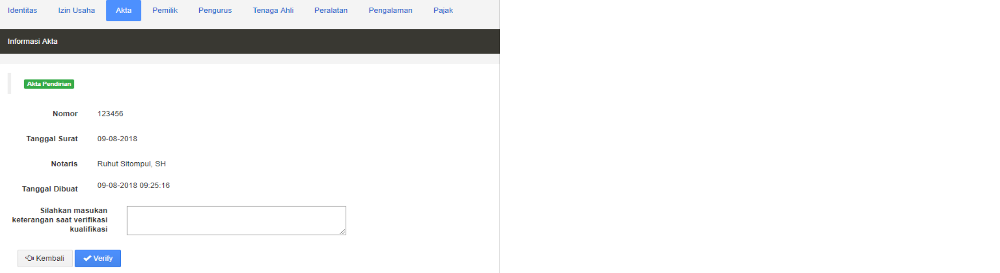 Identitas Izin Usaha Akta Pemilik Pengurus Tenaga Ahli Peralatan Pengalaman Pajak
Informasi Akta
Akta Pendirian
Nomor 123456
Tanggal Surat 09-08-2018
Notaris Ruhut Sitompul, SH
Tanggal Dibuat 09-08-2018 09:25:16
Silahkan masukan
keterangan saat verifikasi
kualifikasi
Kembali Verify